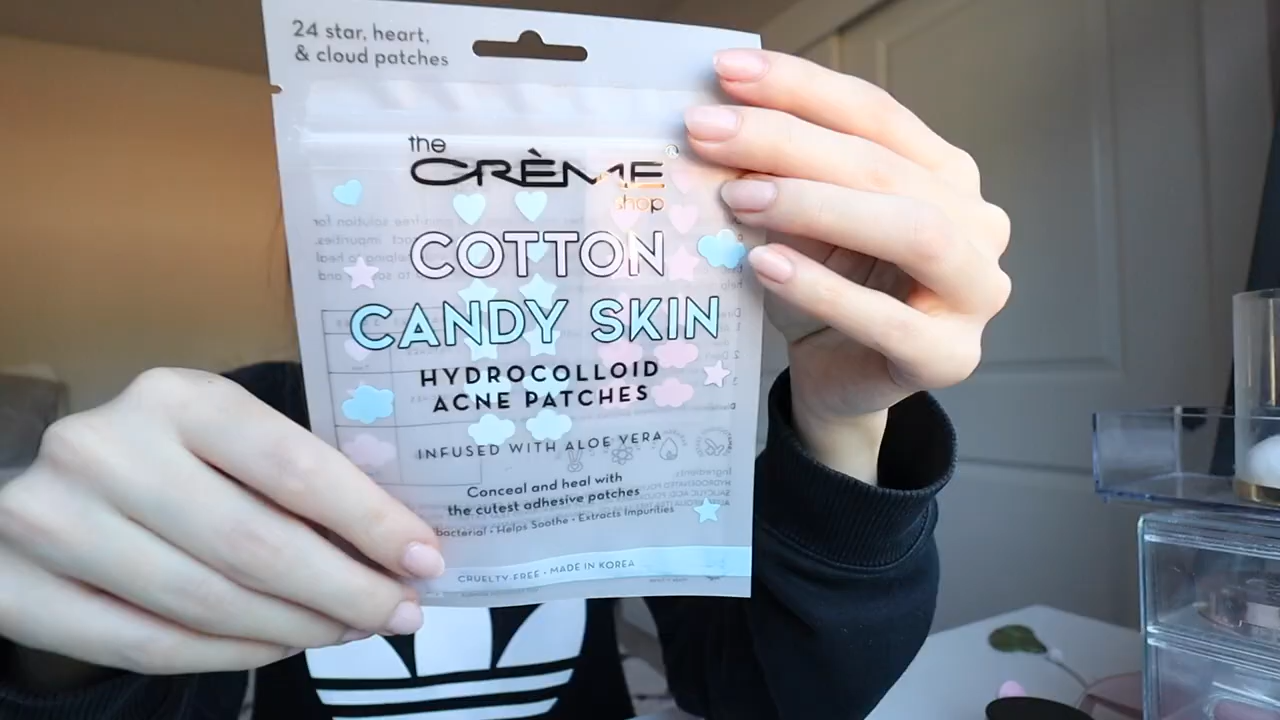 24 star, heart,
& cloud patches
the
CRÈME
shop
COTTON
CANDY SKIN
HYDROCOLLOID
ACNE PATCHES
INFUSED WITH ALOE VERA
Conceal and heal with
the cutest adhesive patches
bacterial • Helps Soothe • Extracts Impurities
CRUELTY-FREE • MADE IN KOREA